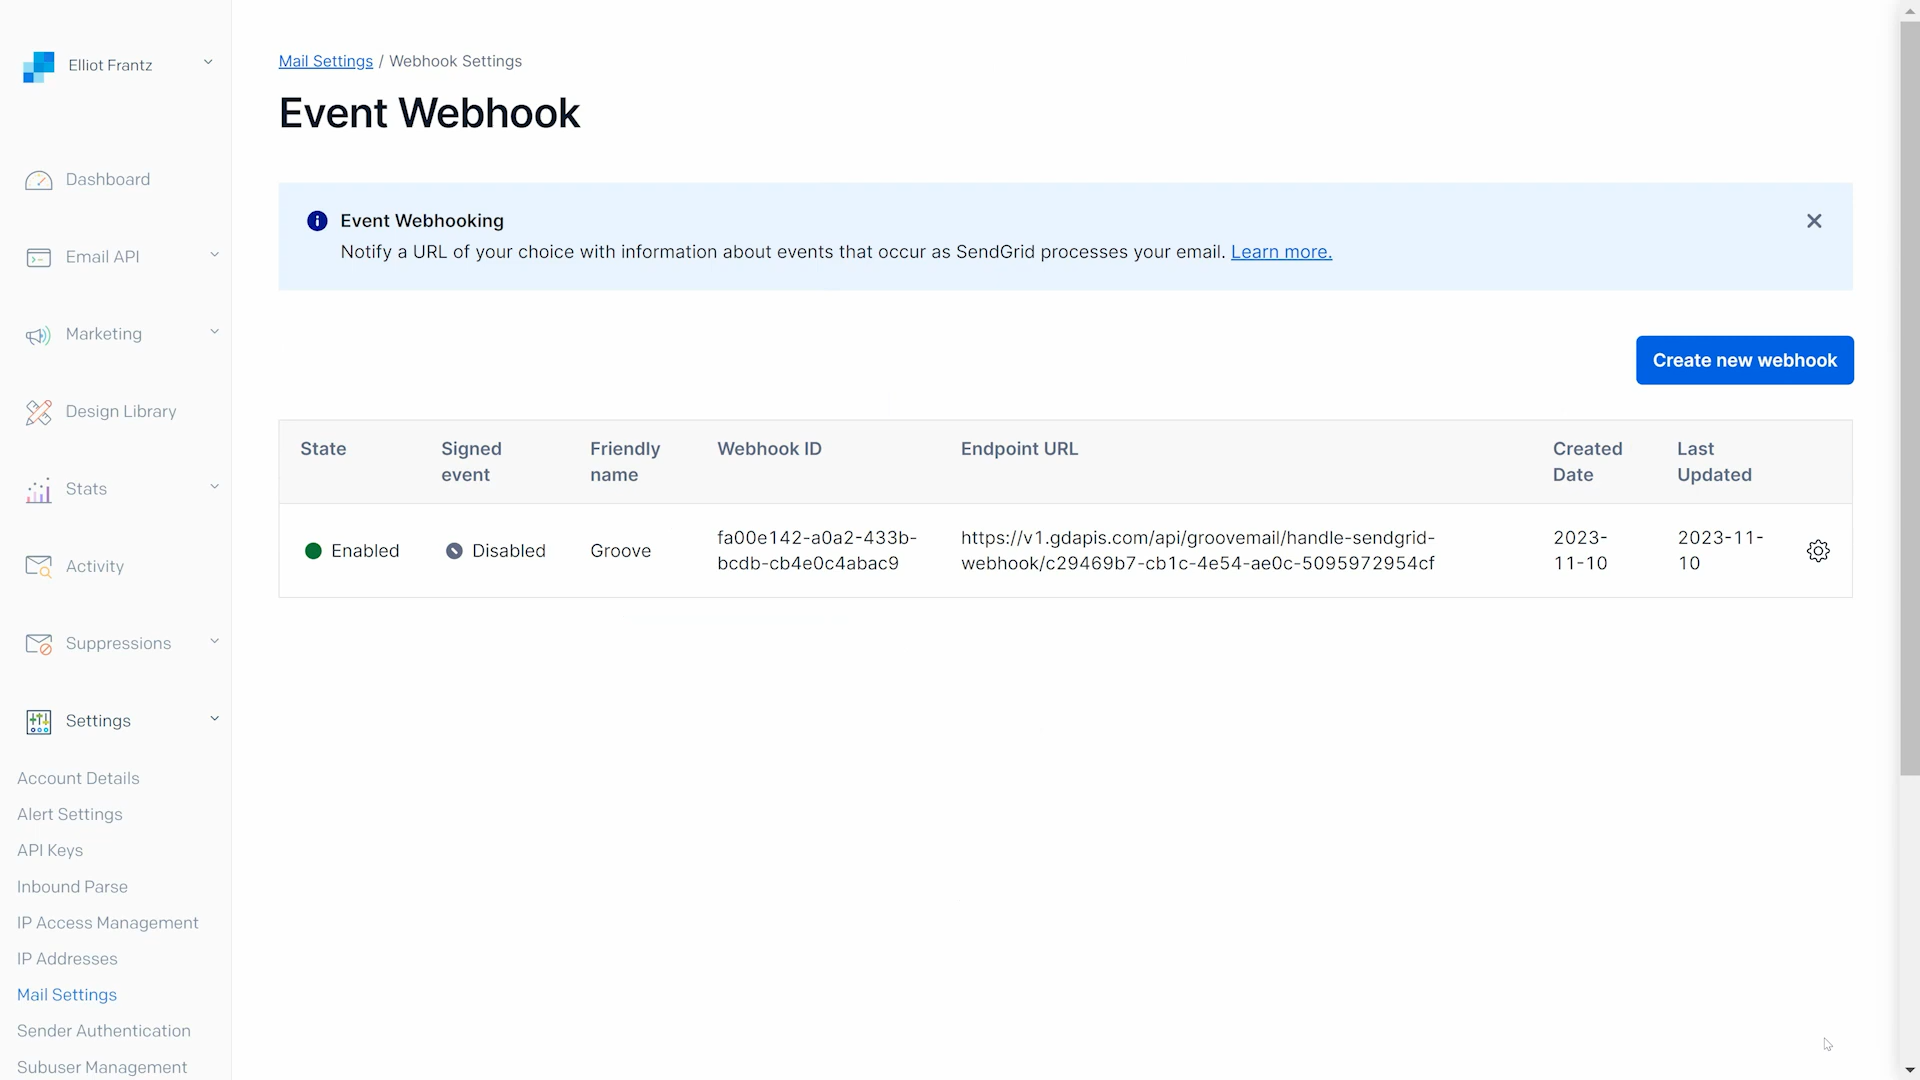 Elliot Frantz
Dashboard
Email API
Marketing
Design Library
Stats
Activity
Suppressions
Settings
Account Details
Alert Settings
API Keys
Inbound Parse
IP Access Management
IP Addresses
Mail Settings
Sender Authentication
Subuser Management
Mail Settings / Webhook Settings
Event Webhook
Event Webhooking
Notify a URL of your choice with information about events that occur as SendGrid processes your email. Learn more.
Create new webhook
State
Signed
event
Friendly
name
Webhook ID
Endpoint URL
Created
Date
Last
Updated
Enabled
Disabled
Groove
fa00e142-a0a2-433b-
bcdb-cb4e0c4abac9
https://v1.gdapis.com/api/groovemail/handle-sendgrid-
webhook/c29469b7-cb1c-4e54-ae0c-5095972954cf
2023-
11-10
2023-11-
10